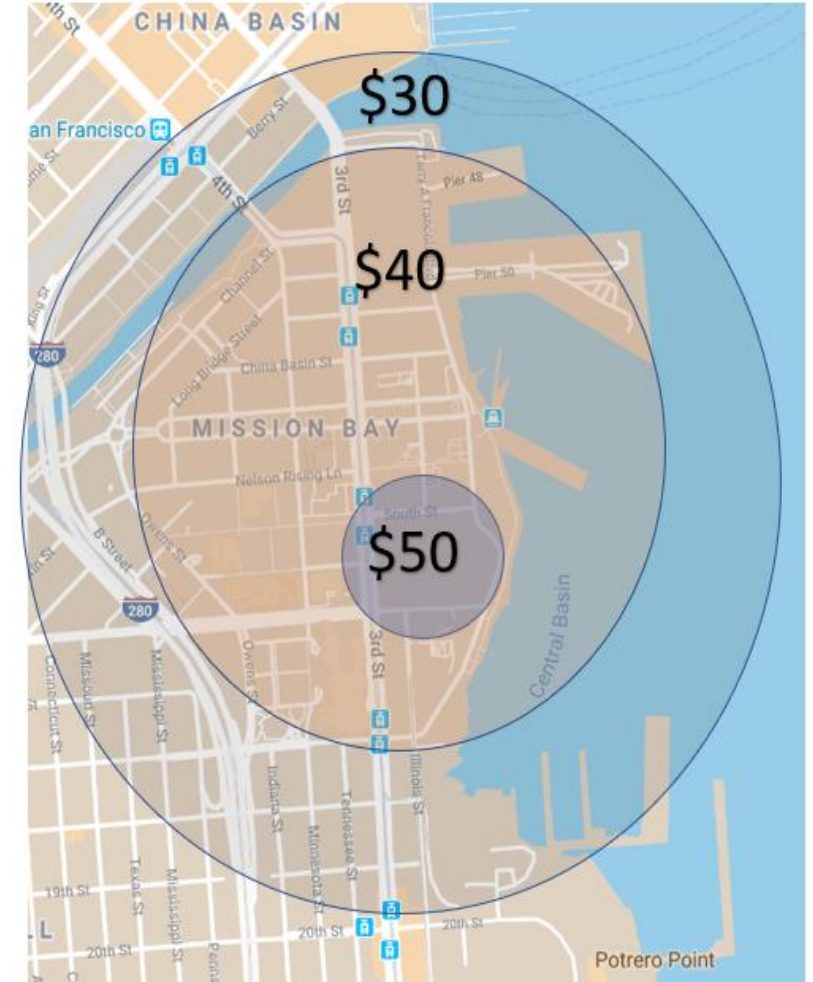 CHINA BASIN
$30
an Francisco
Berry St
Pier 48
3rd St
4th St
$40
Pier 50
Channel St
King St
280
Long Bridge Street
China Basin St
MISSION BAY
Nelson Rising Ln
South St
$50
Owens St
B Street
280
Central Basin
3rd St
Owens St
Connecticut St
Missouri St
Mississippi St
Illinois St
Indiana St
Tennessee St
Minnesota St
Texas St
Mississippi St
19th St
20th St
20th St
20th St
Potrero Point